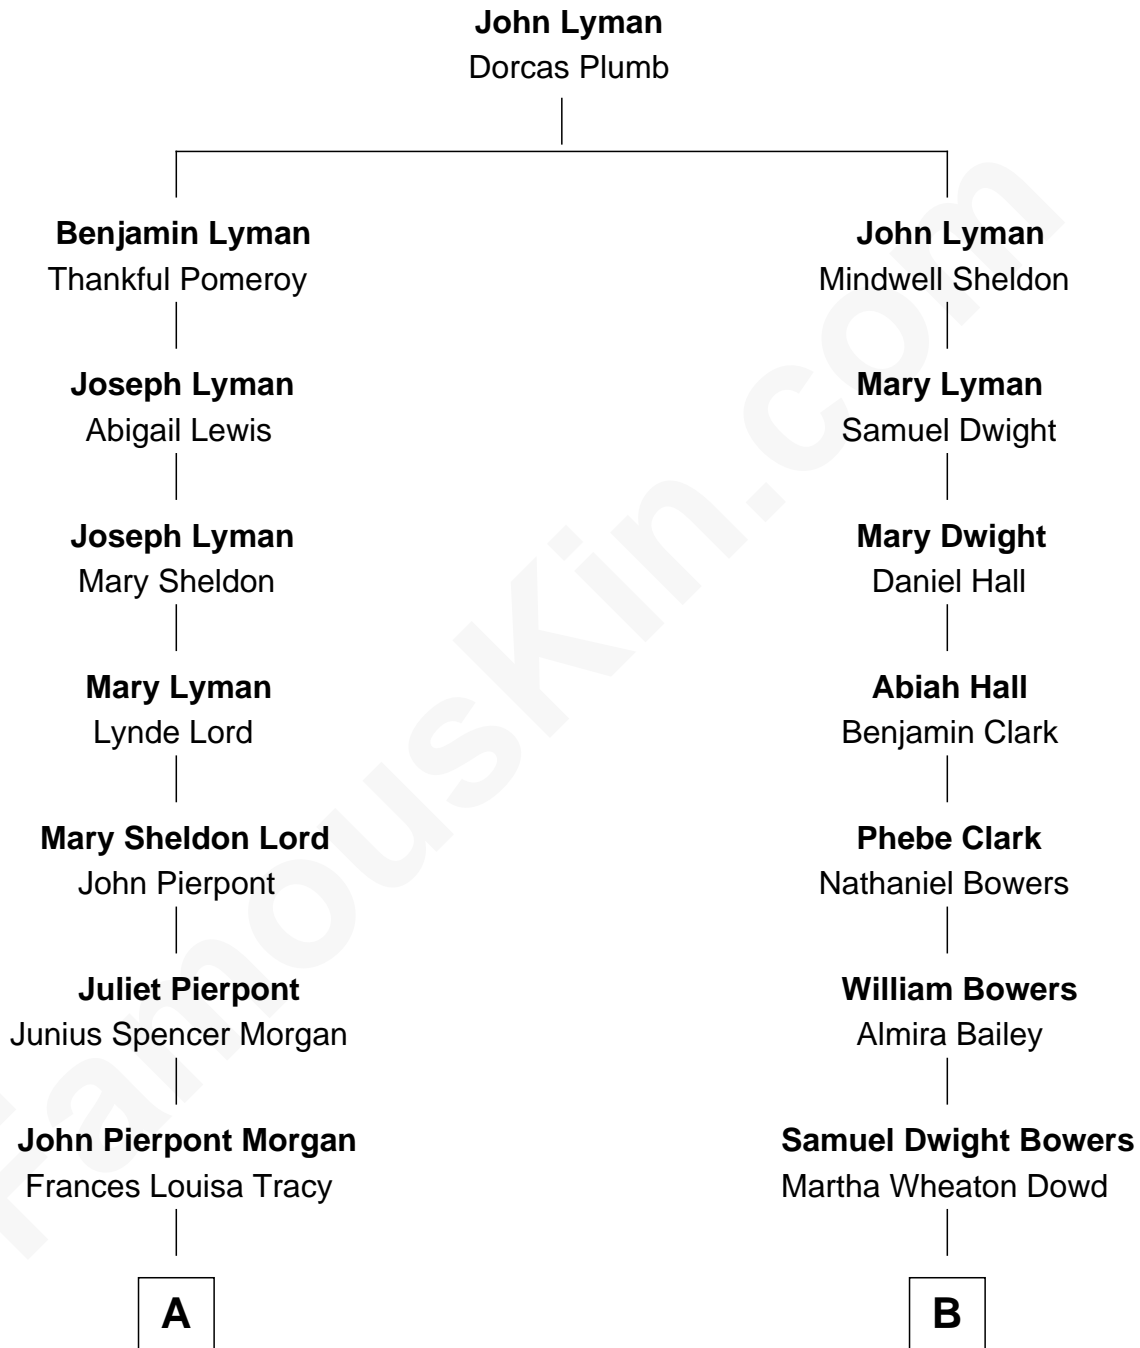 John Lyman
Dorcas Plumb
Benjamin Lyman
Thankful Pomeroy
John Lyman
Mindwell Sheldon
Joseph Lyman
Abigail Lewis
Mary Lyman
Samuel Dwight
Joseph Lyman
Mary Sheldon
Mary Dwight
Daniel Hall
Mary Lyman
Lynde Lord
Abiah Hall
Benjamin Clark
Mary Sheldon Lord
John Pierpont
Phebe Clark
Nathaniel Bowers
Juliet Pierpont
Junius Spencer Morgan
William Bowers
Almira Bailey
John Pierpont Morgan
Frances Louisa Tracy
Samuel Dwight Bowers
Martha Wheaton Dowd
A
B
FamousKin.com